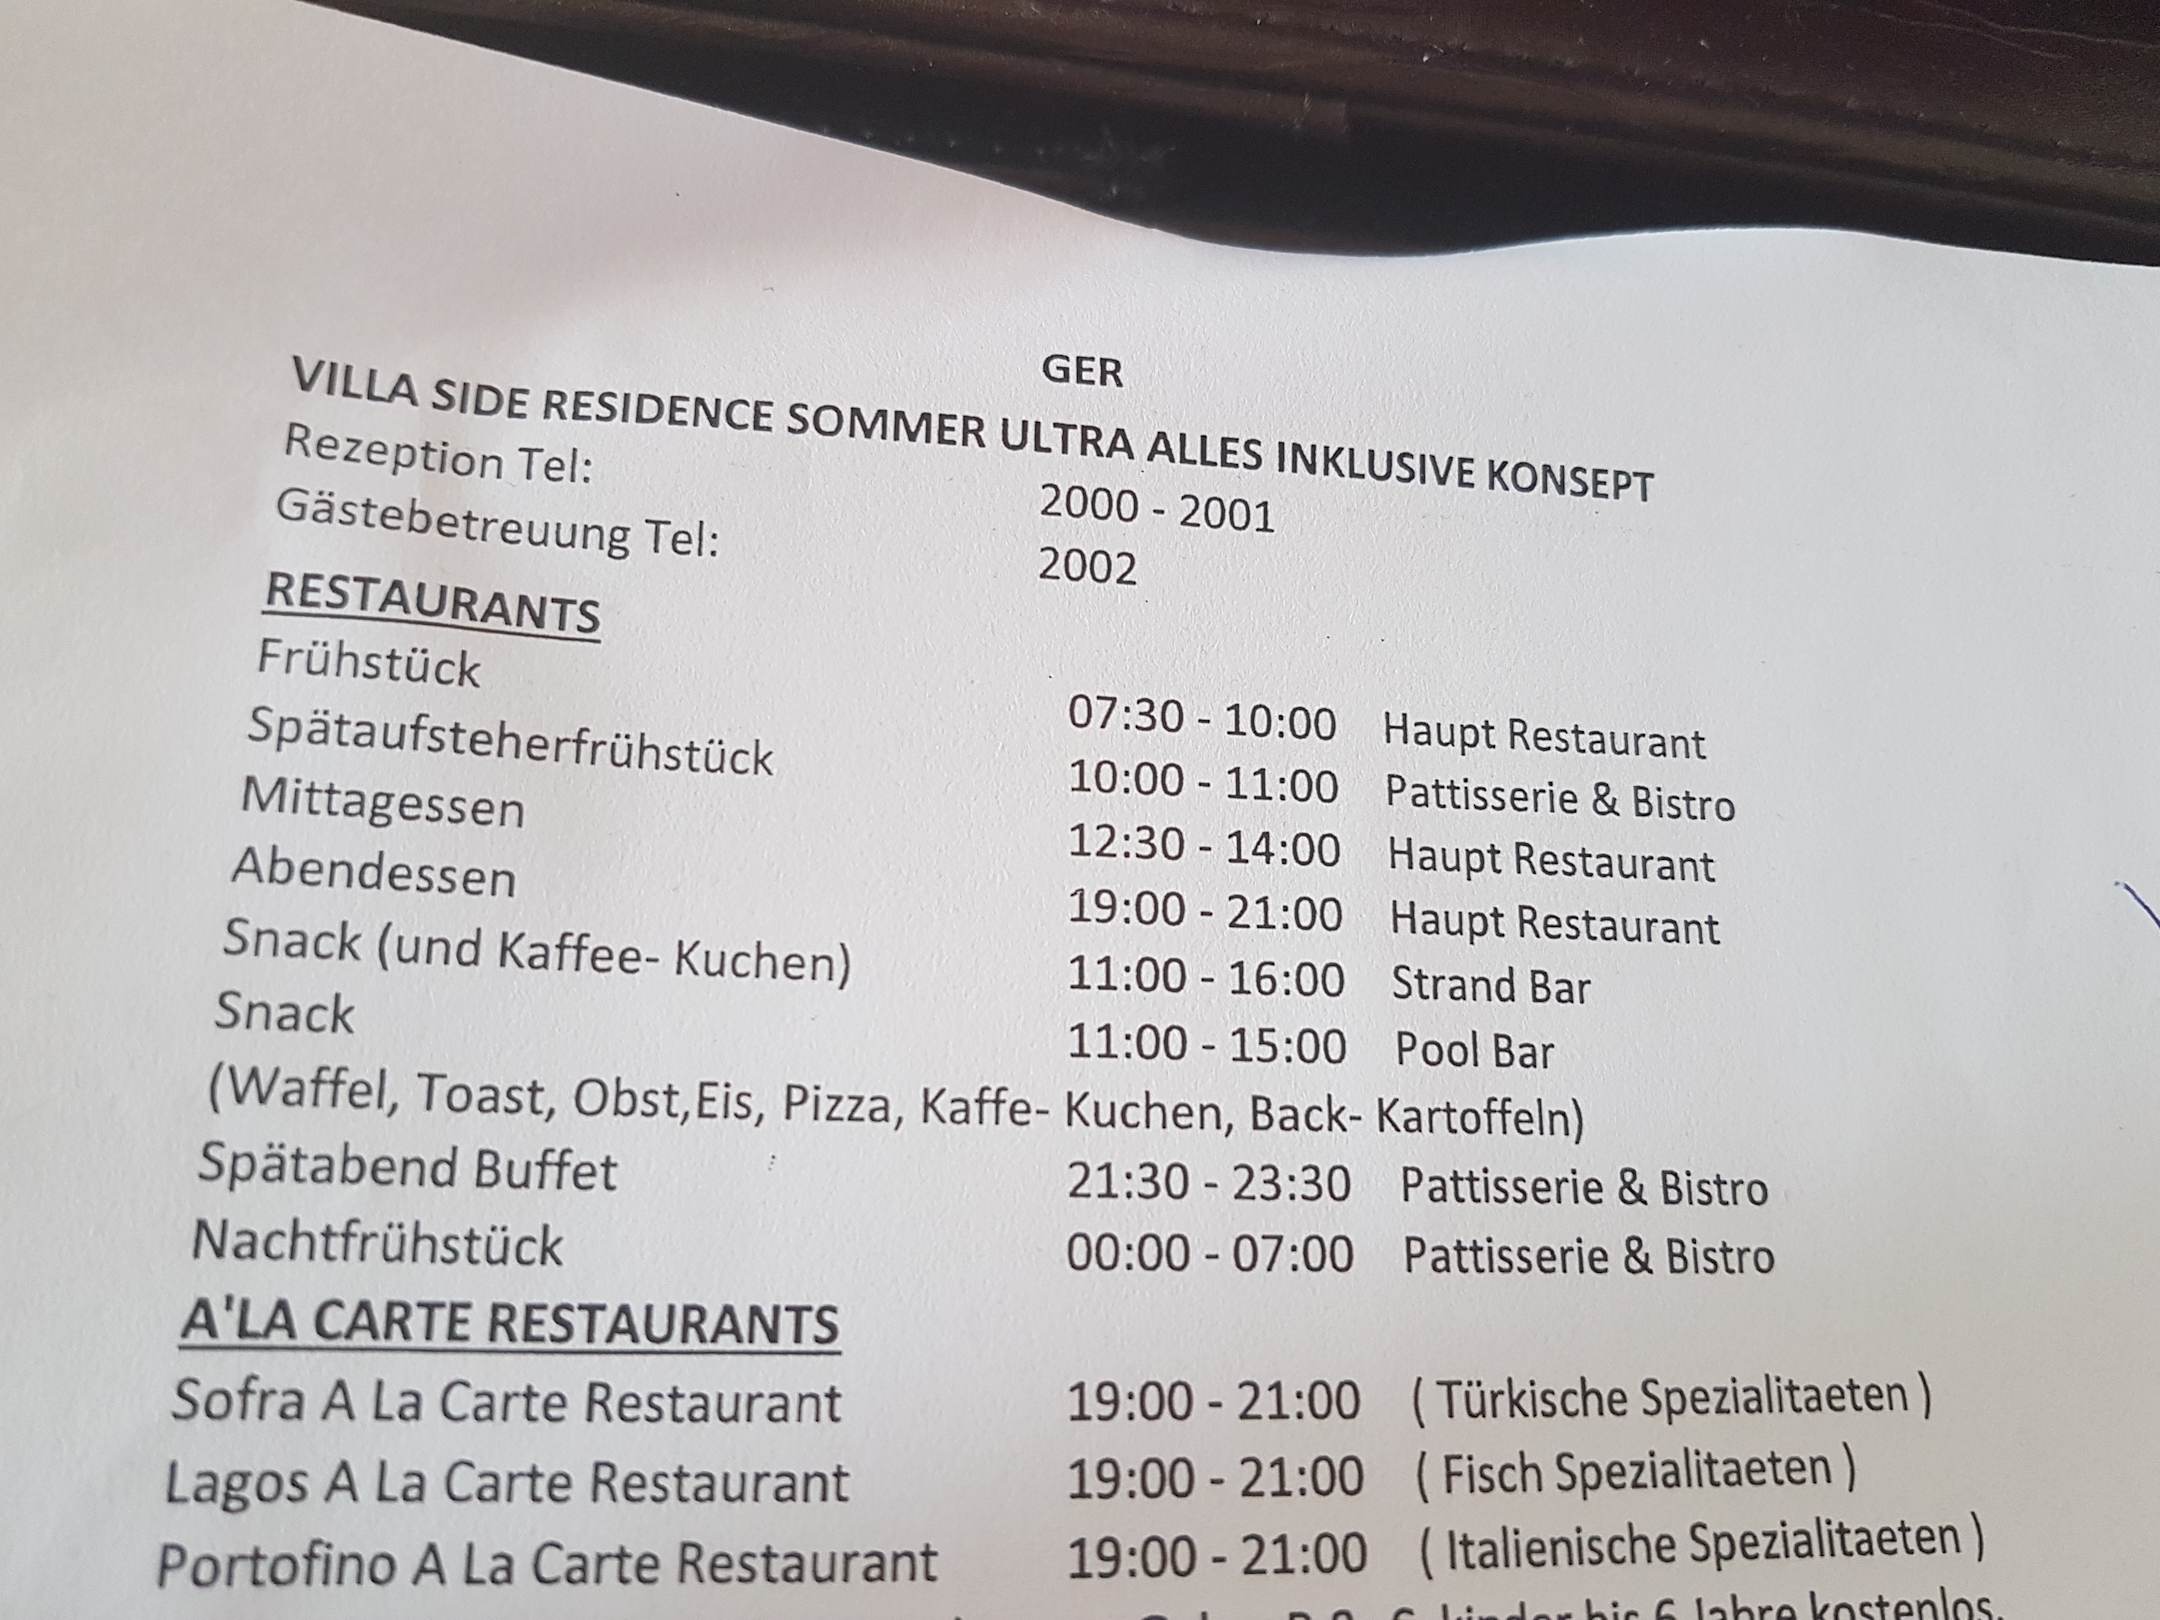 GER
VILLA SIDE RESIDENCE SOMMER ULTRA ALLES INKLUSIVE KONSEPT
Rezeption Tel: 2000 - 2001
Gästebetreuung Tel: 2002
RESTAURANTS
Frühstück 07:30 - 10:00 Haupt Restaurant
Spätaufsteherfrühstück 10:00 - 11:00 Pattisserie & Bistro
Mittagessen 12:30 - 14:00 Haupt Restaurant
Abendessen 19:00 - 21:00 Haupt Restaurant
Snack (und Kaffee- Kuchen) 11:00 - 16:00 Strand Bar
Snack 11:00 - 15:00 Pool Bar
(Waffel, Toast, Obst,Eis, Pizza, Kaffe- Kuchen, Back- Kartoffeln)
Spätabend Buffet 21:30 - 23:30 Pattisserie & Bistro
Nachtfrühstück 00:00 - 07:00 Pattisserie & Bistro
A'LA CARTE RESTAURANTS
Sofra A La Carte Restaurant 19:00 - 21:00 ( Türkische Spezialitaeten )
Lagos A La Carte Restaurant 19:00 - 21:00 ( Fisch Spezialitaeten )
Portofino A La Carte Restaurant 19:00 - 21:00 ( Italienische Spezialitaeten )
kinder bis 6 Jahre kostenlos.